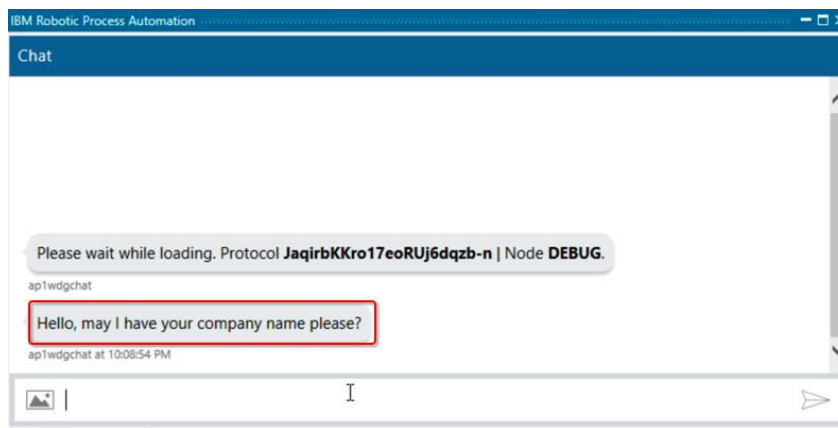 IBM Robotic Process Automation
Chat
Please wait while loading. Protocol JaqirbKKro17eoRUj6dqzb-n | Node DEBUG.
ap1wdgchat
Hello, may I have your company name please?
ap1wdgchat at 10:08:54 PM